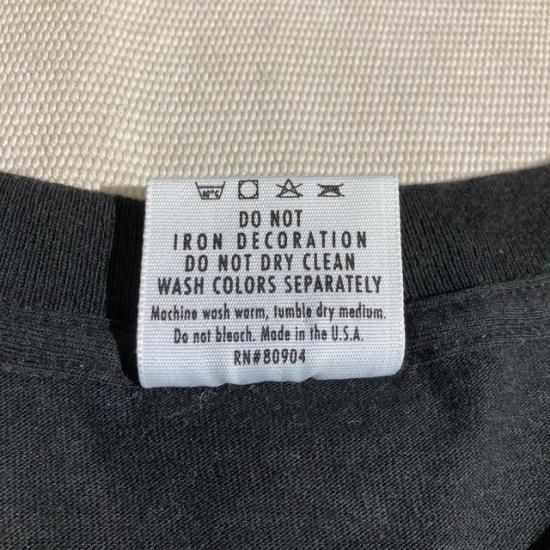 40°C
DO NOT
IRON DECORATION
DO NOT DRY CLEAN
WASH COLORS SEPARATELY
Machine wash warm, tumble dry medium.
Do not bleach. Made in the U.S.A.
RN#80904